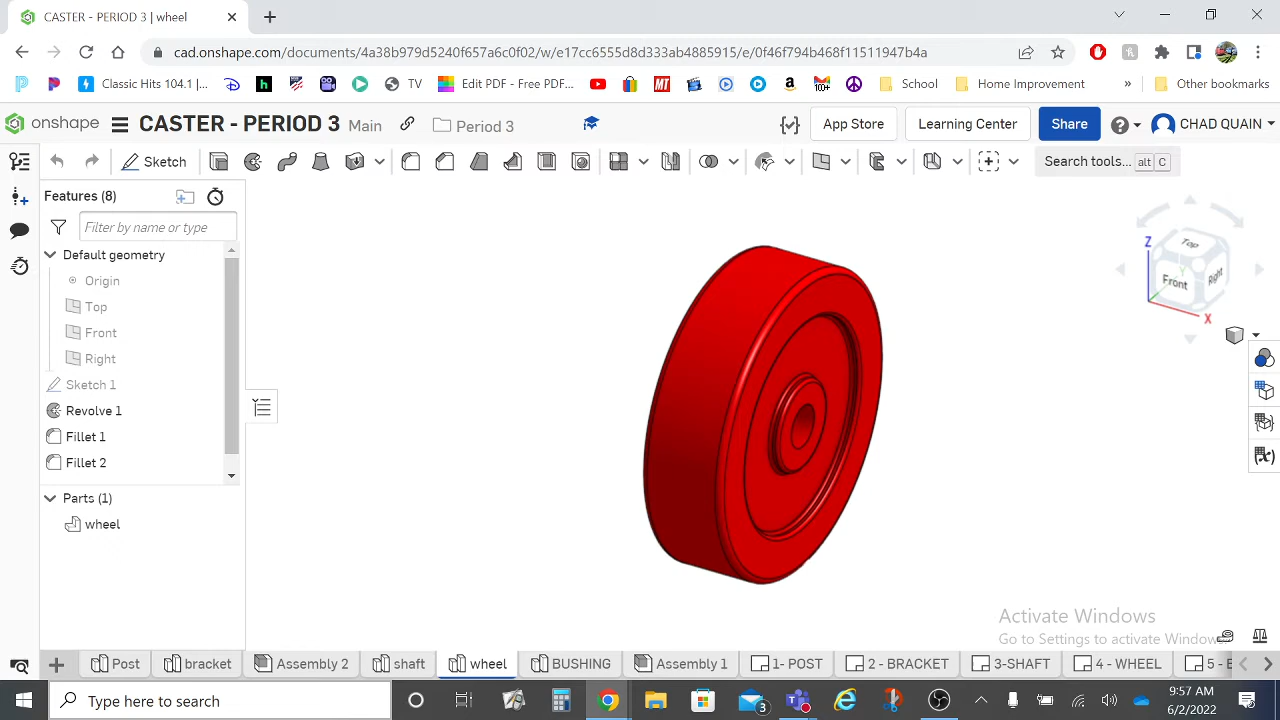 CASTER - PERIOD 3 | wheel
cad.onshape.com/documents/4a38b979d5240f657a6c0f02/w/e17cc6555d8d333ab4885915/e/0f46f794b468f11511947b4a
Classic Hits 104.1 |...
TV
Edit PDF - Free PDF...
100+
School
Home Improvement
»
Other bookmarks
onshape
CASTER - PERIOD 3
Main
Period 3
App Store
Learning Center
Share
CHAD QUAIN
Sketch
Search tools...
alt
C
Features (8)
Filter by name or type
Default geometry
Origin
Top
Front
Right
Sketch 1
Revolve 1
Fillet 1
Fillet 2
Parts (1)
wheel
Z
Top
Y
Front
Right
X
Activate Windows
Go to Settings to activate Window
Post
bracket
Assembly 2
shaft
wheel
BUSHING
Assembly 1
1- POST
2 - BRACKET
3-SHAFT
4 - WHEEL
5 - E
Type here to search
3
9:57 AM
6/2/2022